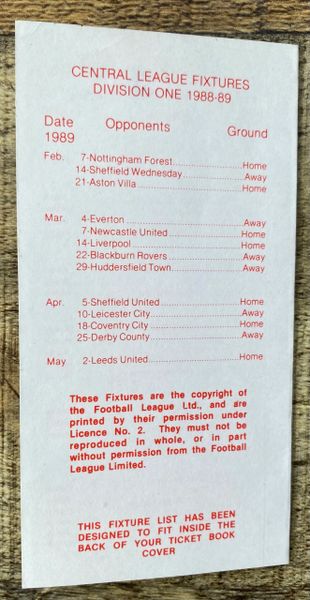 CENTRAL LEAGUE FIXTURES
DIVISION ONE 1988-89
Date Opponents Ground
1989
Feb. 7-Nottingham Forest..........................Home
14-Sheffield Wednesday.......................Away
21-Aston Villa........................................Home
Mar. 4-Everton.............................................Away
7-Newcastle United.............................Home
14-Liverpool...........................................Home
22-Blackburn Rovers.............................Away
29-Huddersfield Town............................Away
Apr. 5-Sheffield United................................Home
10-Leicester City...................................Away
18-Coventry City....................................Home
25-Derby County....................................Away
May 2-Leeds United....................................Home
These Fixtures are the copyright of
the Football League Ltd., and are
printed by their permission under
Licence No. 2. They must not be
reproduced in whole, or in part
without permission from the Football
League Limited.
THIS FIXTURE LIST HAS BEEN
DESIGNED TO FIT INSIDE THE
BACK OF YOUR TICKET BOOK
COVER